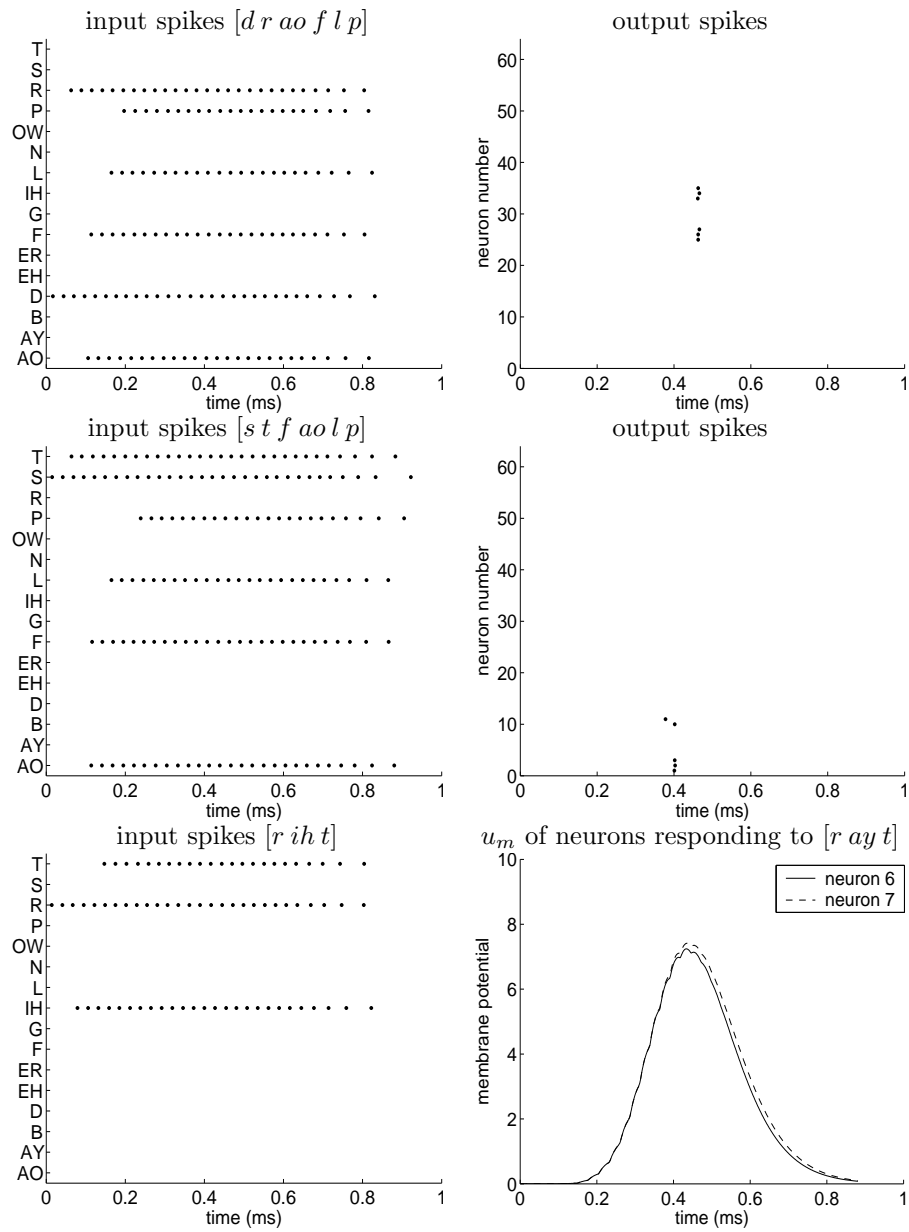 input spikes [d r ao f l p]
T
S
R
P
OW
N
L
IH
G
F
ER
EH
D
B
AY
AO
0 0.2 0.4 0.6 0.8 1
time (ms)
output spikes
neuron number
60
50
40
30
20
10
0
0 0.2 0.4 0.6 0.8 1
time (ms)
input spikes [s t f ao l p]
T
S
R
P
OW
N
L
IH
G
F
ER
EH
D
B
AY
AO
0 0.2 0.4 0.6 0.8 1
time (ms)
output spikes
neuron number
60
50
40
30
20
10
0
0 0.2 0.4 0.6 0.8 1
time (ms)
input spikes [r ih t]
T
S
R
P
OW
N
L
IH
G
F
ER
EH
D
B
AY
AO
0 0.2 0.4 0.6 0.8 1
time (ms)
u_m of neurons responding to [r ay t]
membrane potential
10
8
6
4
2
0
neuron 6
neuron 7
0 0.2 0.4 0.6 0.8 1
time (ms)